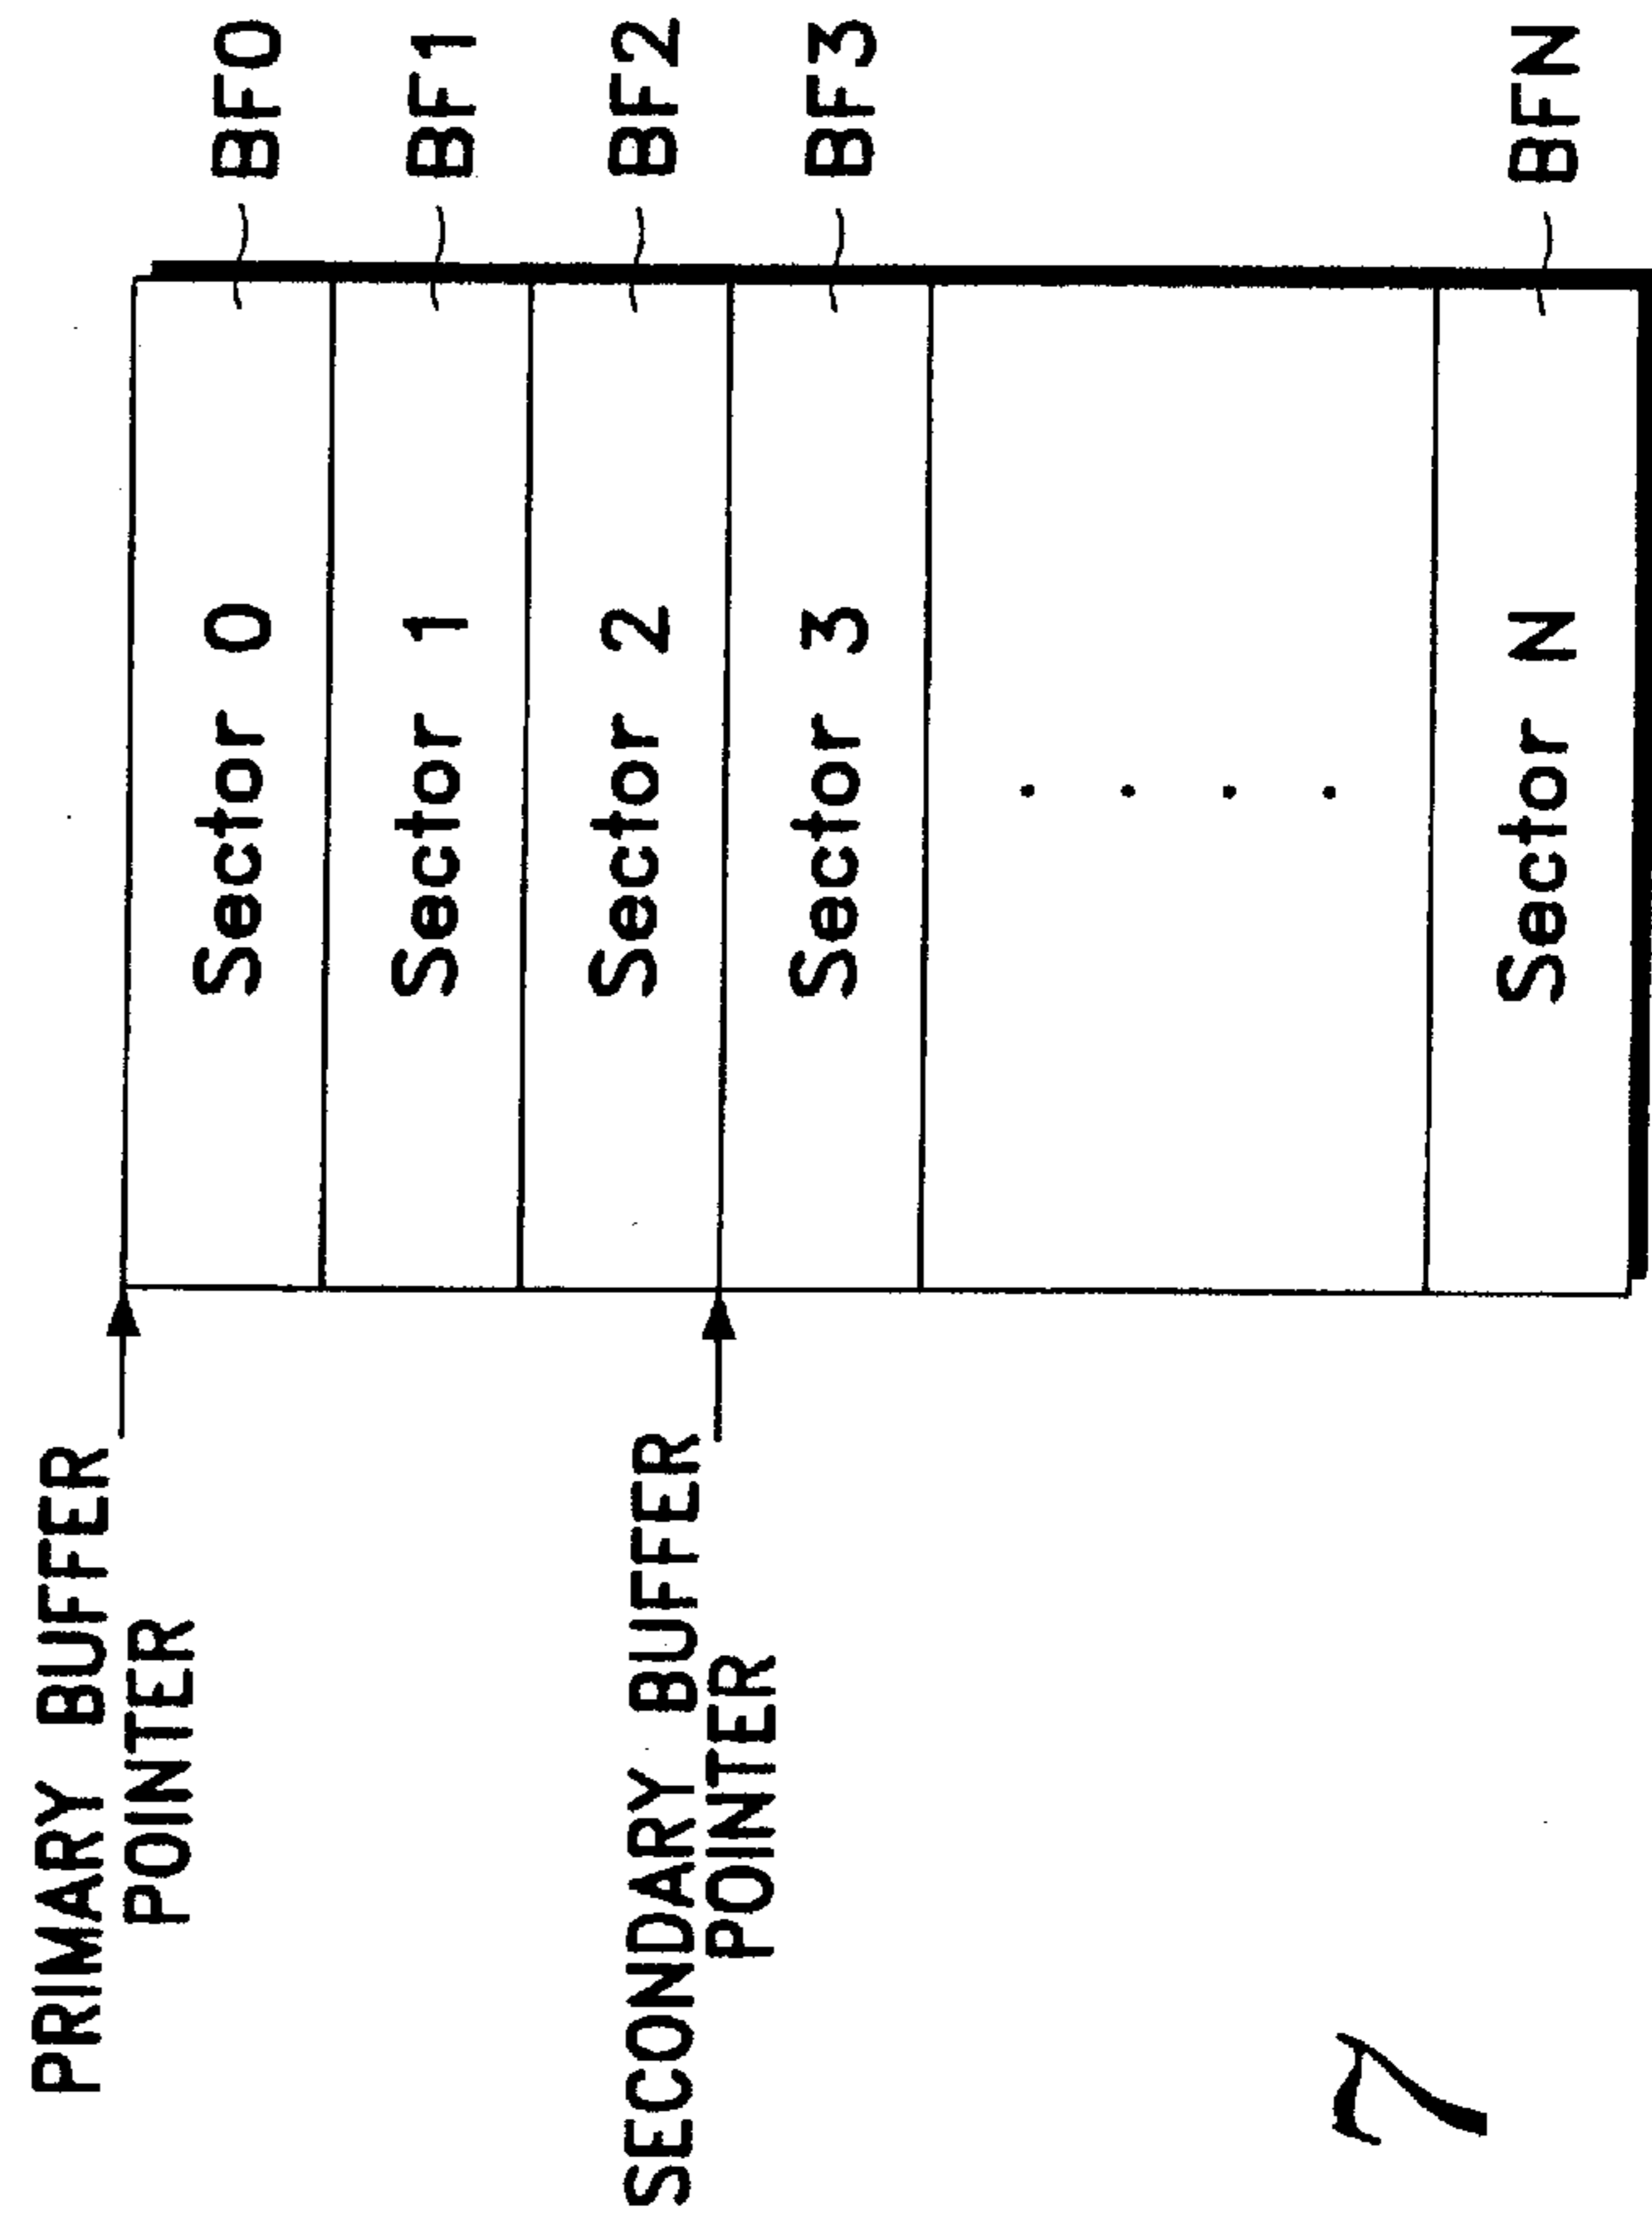 PRIMARY BUFFER
POINTER
Sector 0
BF0
Sector 1
BF1
Sector 2
BF2
SECONDARY BUFFER
POINTER
Sector 3
BF3
. . . .
Sector N
BFN
7